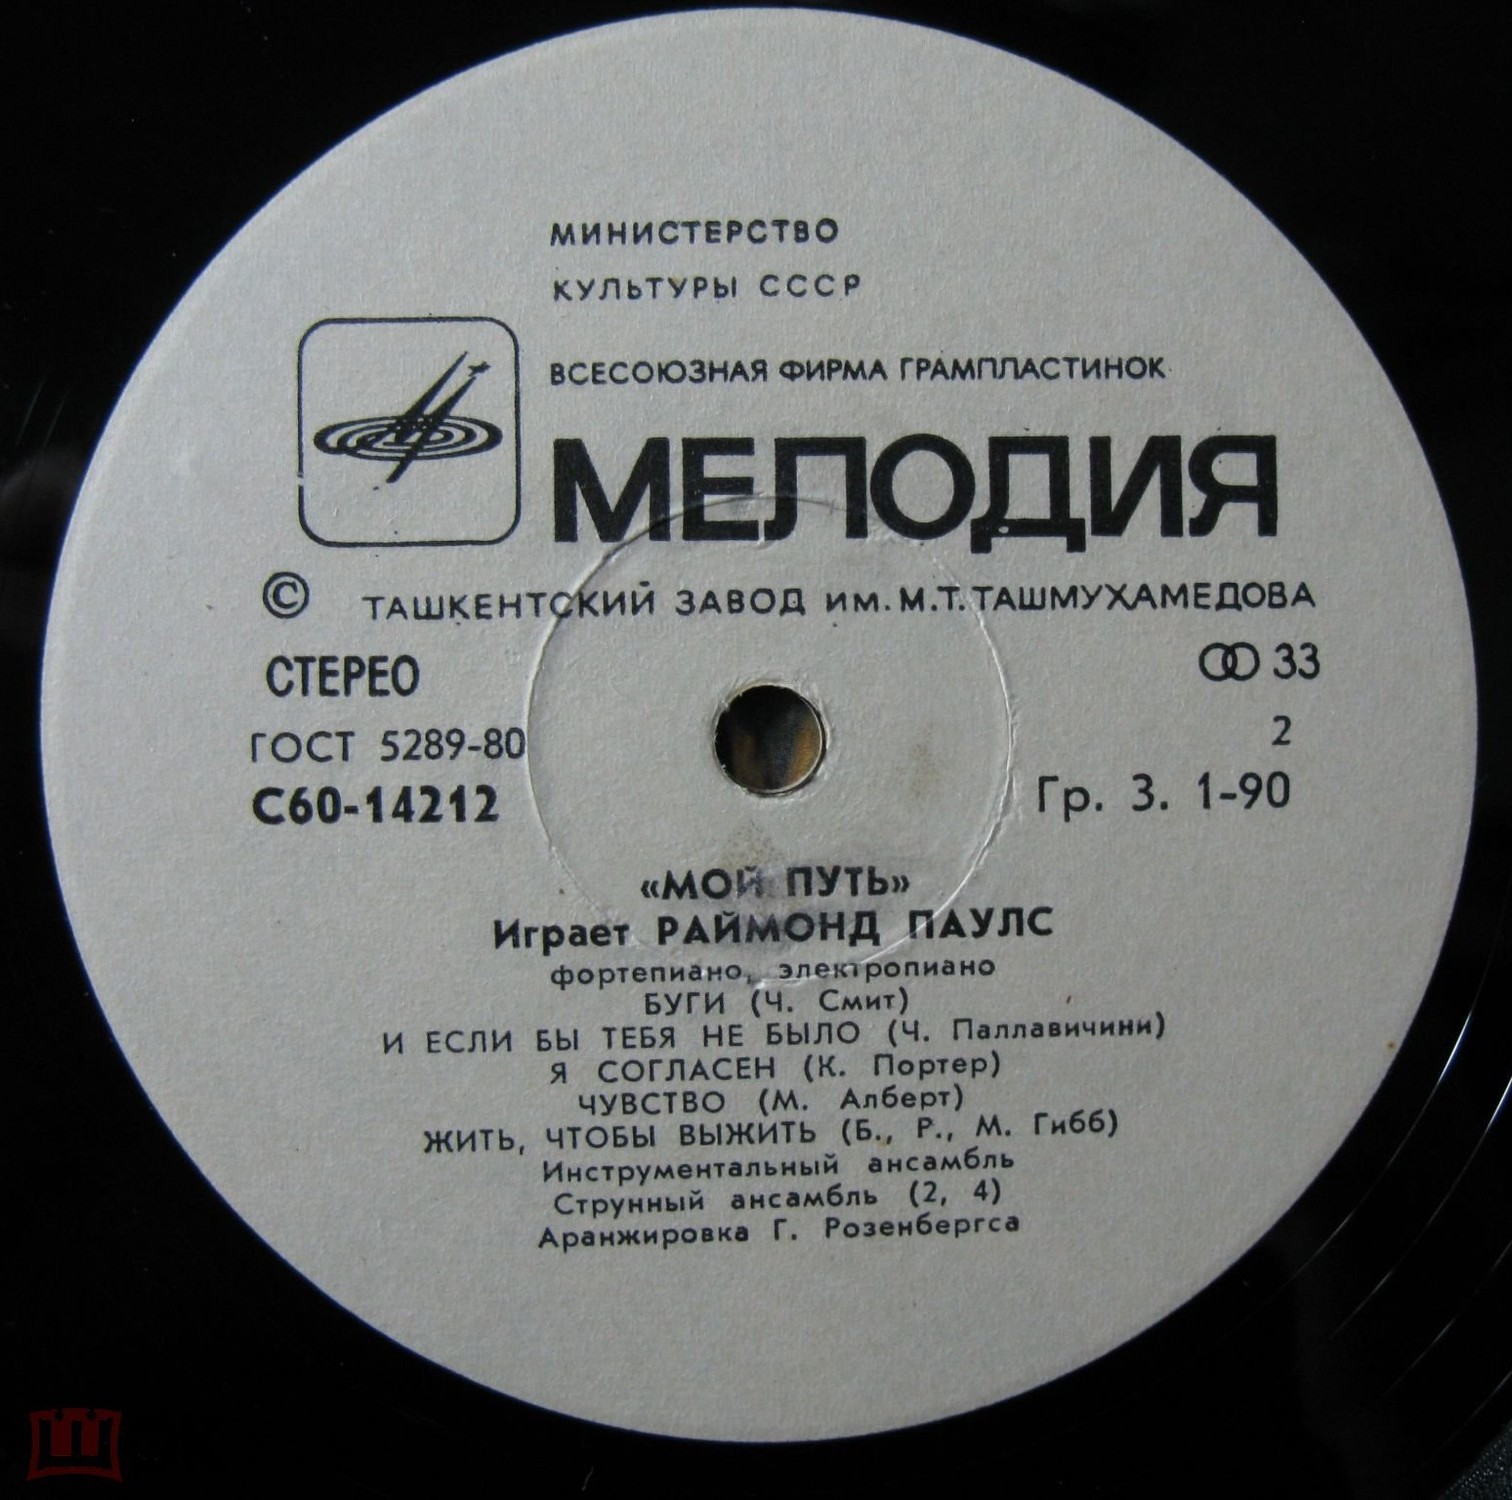 МИНИСТЕРСТВО
КУЛЬТУРЫ СССР
ВСЕСОЮЗНАЯ ФИРМА ГРАМПЛАСТИНОК
МЕЛОДИЯ
© ТАШКЕНТСКИЙ ЗАВОД ИМ. М.Т. ТАШМУХАМЕДОВА
СТЕРЕО
33
ГОСТ 5289-80
2
С60-14212
Гр. 3. 1-90
«МОЙ ПУТЬ»
Играет РАЙМОНД ПАУЛС
фортепиано, электропиано
БУГИ (Ч. Смит)
И ЕСЛИ БЫ ТЕБЯ НЕ БЫЛО (Ч. Паллавичини)
Я СОГЛАСЕН (К. Портер)
ЧУВСТВО (М. Алберт)
ЖИТЬ, ЧТОБЫ ВЫЖИТЬ (Б., Р., М. Гибб)
Инструментальный ансамбль
Струнный ансамбль (2, 4)
Аранжировка Г. Розенбергса